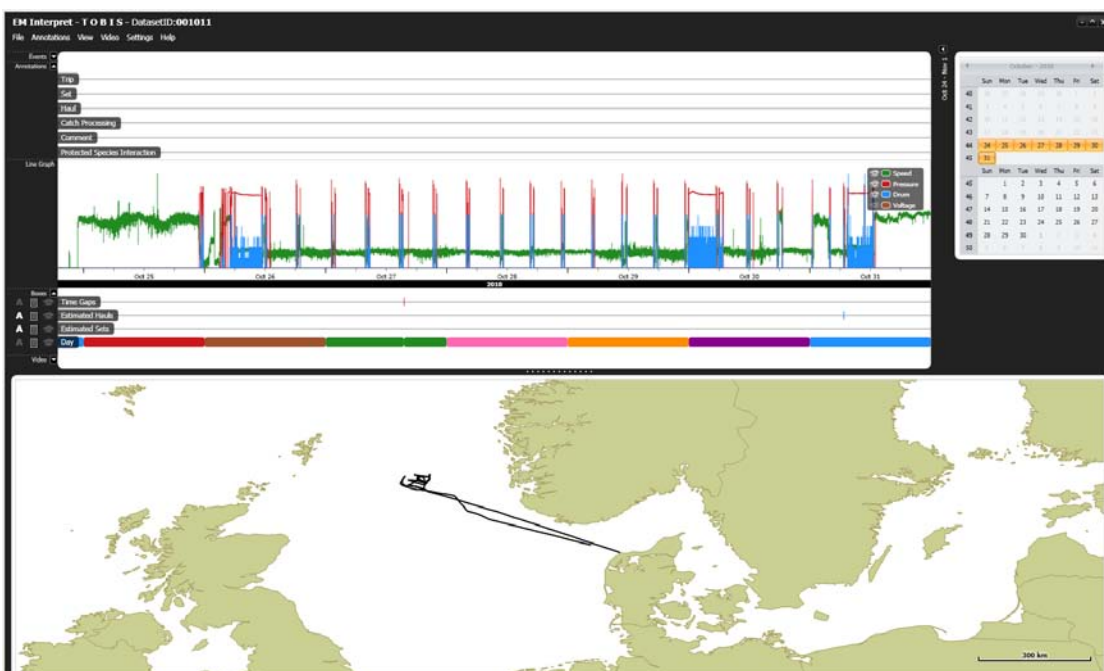 EM Interpret - T O B I S - DatasetID:001011
File Annotations View Video Settings Help
Events
Annotations
Trip
Set
Haul
Catch Processing
Comment
Protected Species Interaction
Line Graph
Speed
Pressure
Drum
Voltage
Oct 25 Oct 26 Oct 27 Oct 28 Oct 29 Oct 30 Oct 31
2010
Boxes
A Time Gaps
A Estimated Hauls
A Estimated Sets
A Day
Video
Oct 24 - Nov 1
October - 2010
Sun Mon Tue Wed Thu Fri Sat
40
41
42
43
44 24 25 26 27 28 29 30
45 31
Sun Mon Tue Wed Thu Fri Sat
45 1 2 3 4 5 6
46 7 8 9 10 11 12 13
47 14 15 16 17 18 19 20
48 21 22 23 24 25 26 27
49 28 29 30
50
300 km